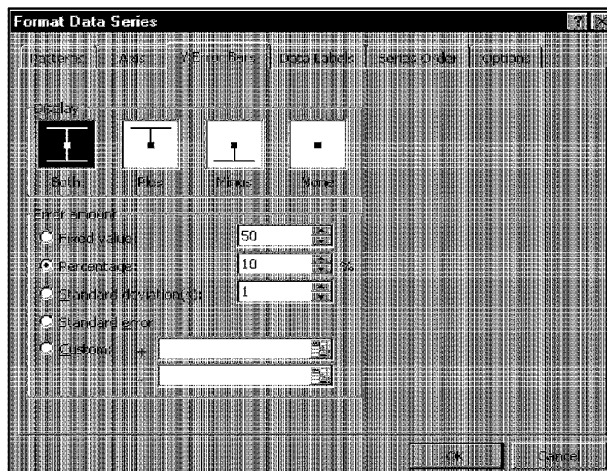 Format Data Series
Patterns Axis Y Error Bars Data Labels Series Order Options
Display
Both Plus Minus None
Error amount
Fixed value: 50
Percentage: 10 %
Standard deviation(s): 1
Standard error
Custom: +
OK Cancel